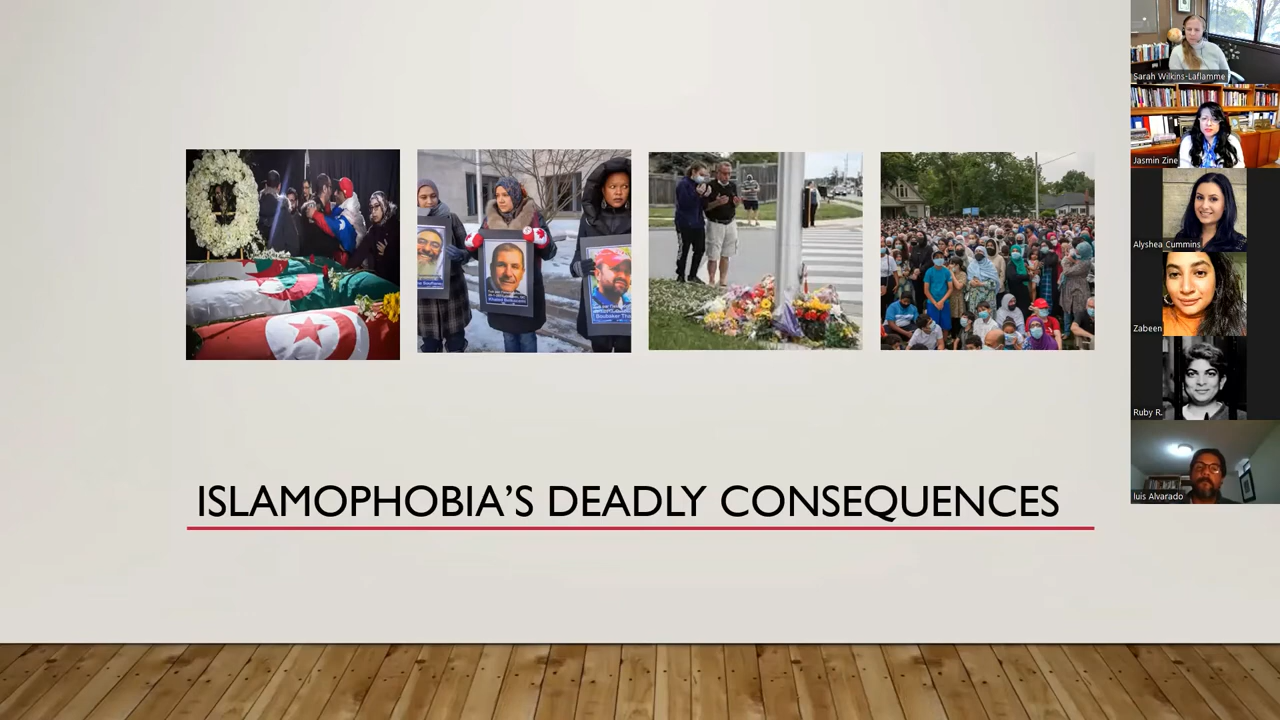 ISLAMOPHOBIA'S DEADLY CONSEQUENCES
Sarah Wilkins-Laflamme
Jasmin Zine
Alyshea Cummins
Zabeen
Ruby R.
luis Alvarado